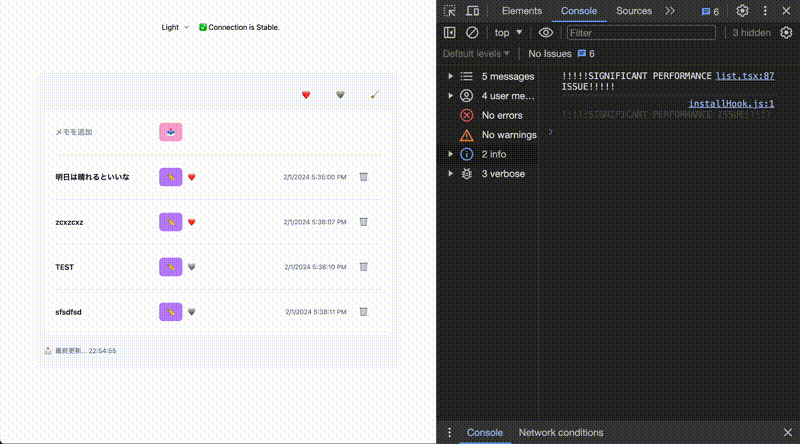 Light
✅ Connection is Stable.
メモを追加
明日は晴れるといいな
2/1/2024 5:35:00 PM
zcxzcxz
2/1/2024 5:38:07 PM
TEST
2/1/2024 5:38:10 PM
sfsdfsd
2/1/2024 5:38:11 PM
最終更新... 22:54:55
Elements
Console
Sources
6
top
Filter
3 hidden
Default levels
No Issues
6
5 messages
4 user me...
No errors
No warnings
2 info
3 verbose
!!!!!SIGNIFICANT PERFORMANCE list.tsx:87
ISSUE!!!!!
installHook.js:1
!!!!!SIGNIFICANT PERFORMANCE ISSUE!!!!!
Console
Network conditions